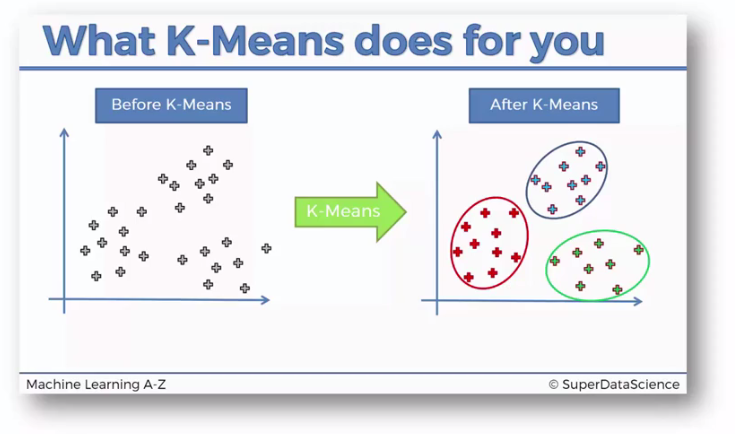 What K-Means does for you
Before K-Means
After K-Means
K-Means
Machine Learning A-Z
© SuperDataScience